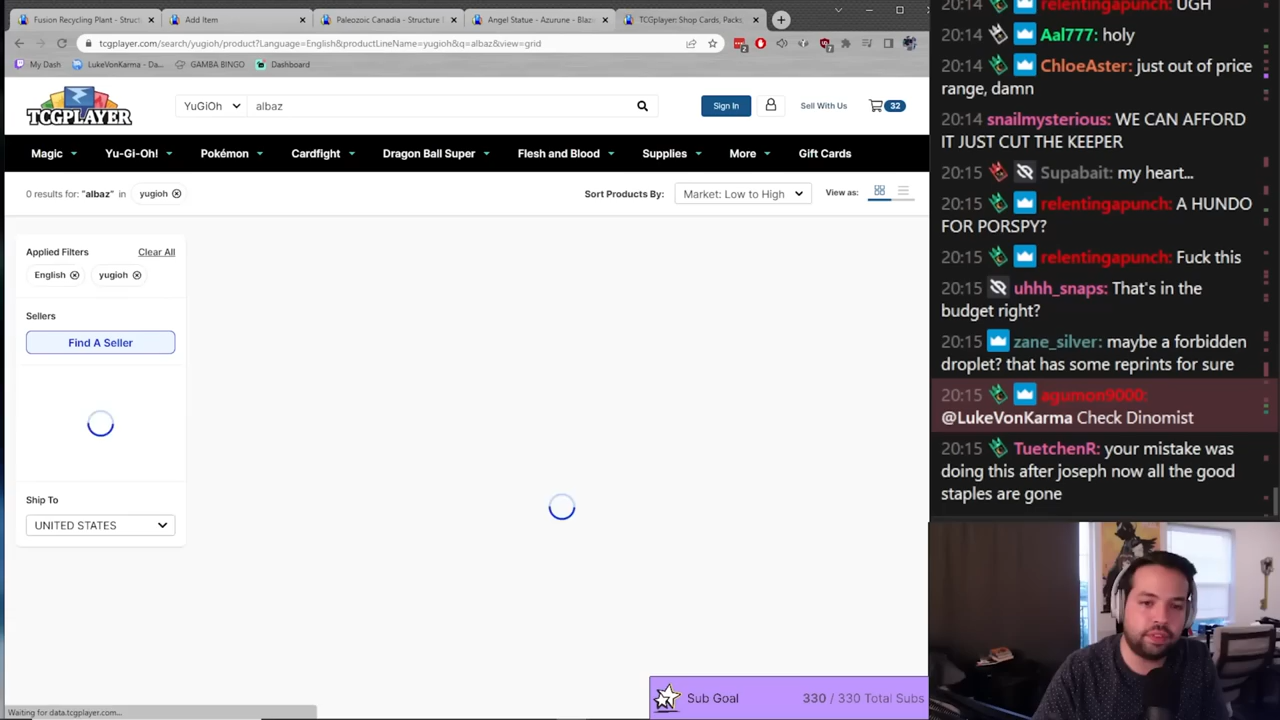 Fusion Recycling Plant - Struct
Add Item
Paleozoic Canadia - Structure
Angel Statue - Azurune - Blaz
TCGplayer: Shop Cards, Packs,
tcgplayer.com/search/yugioh/product?Language=English&productLineName=yugioh&q=albaz&view=grid
My Dash
LukeVonKarma - Da...
GAMBA BINGO
Dashboard
TCGPLAYER
YuGiOh
albaz
Sign In
Sell With Us
32
Magic
Yu-Gi-Oh!
Pokémon
Cardfight
Dragon Ball Super
Flesh and Blood
Supplies
More
Gift Cards
0 results for: "albaz" in
yugioh
Sort Products By:
Market: Low to High
View as:
Applied Filters
Clear All
English
yugioh
Sellers
Find A Seller
Ship To
UNITED STATES
Waiting for data.tcgplayer.com...
Sub Goal
330 / 330 Total Subs
20:14 relentingapunch: UGH
20:14 Aal777: holy
20:14 ChloeAster: just out of price
range, damn
20:14 snailmysterious: WE CAN AFFORD
IT JUST CUT THE KEEPER
20:15 Supabait: my heart...
20:15 relentingapunch: A HUNDO
FOR PORSPY?
20:15 relentingapunch: Fuck this
20:15 uhhh_snaps: That's in the
budget right?
20:15 zane_silver: maybe a forbidden
droplet? that has some reprints for sure
20:15 agumon9000:
@LukeVonKarma Check Dinomist
20:15 TuetchenR: your mistake was
doing this after joseph now all the good
staples are gone